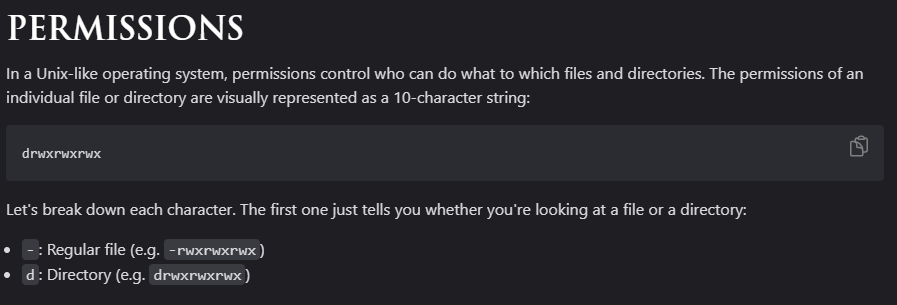 PERMISSIONS
In a Unix-like operating system, permissions control who can do what to which files and directories. The permissions of an
individual file or directory are visually represented as a 10-character string:
drwxrwxrwx
Let's break down each character. The first one just tells you whether you're looking at a file or a directory:
• -: Regular file (e.g. -rwxrwxrwx)
• d: Directory (e.g. drwxrwxrwx)